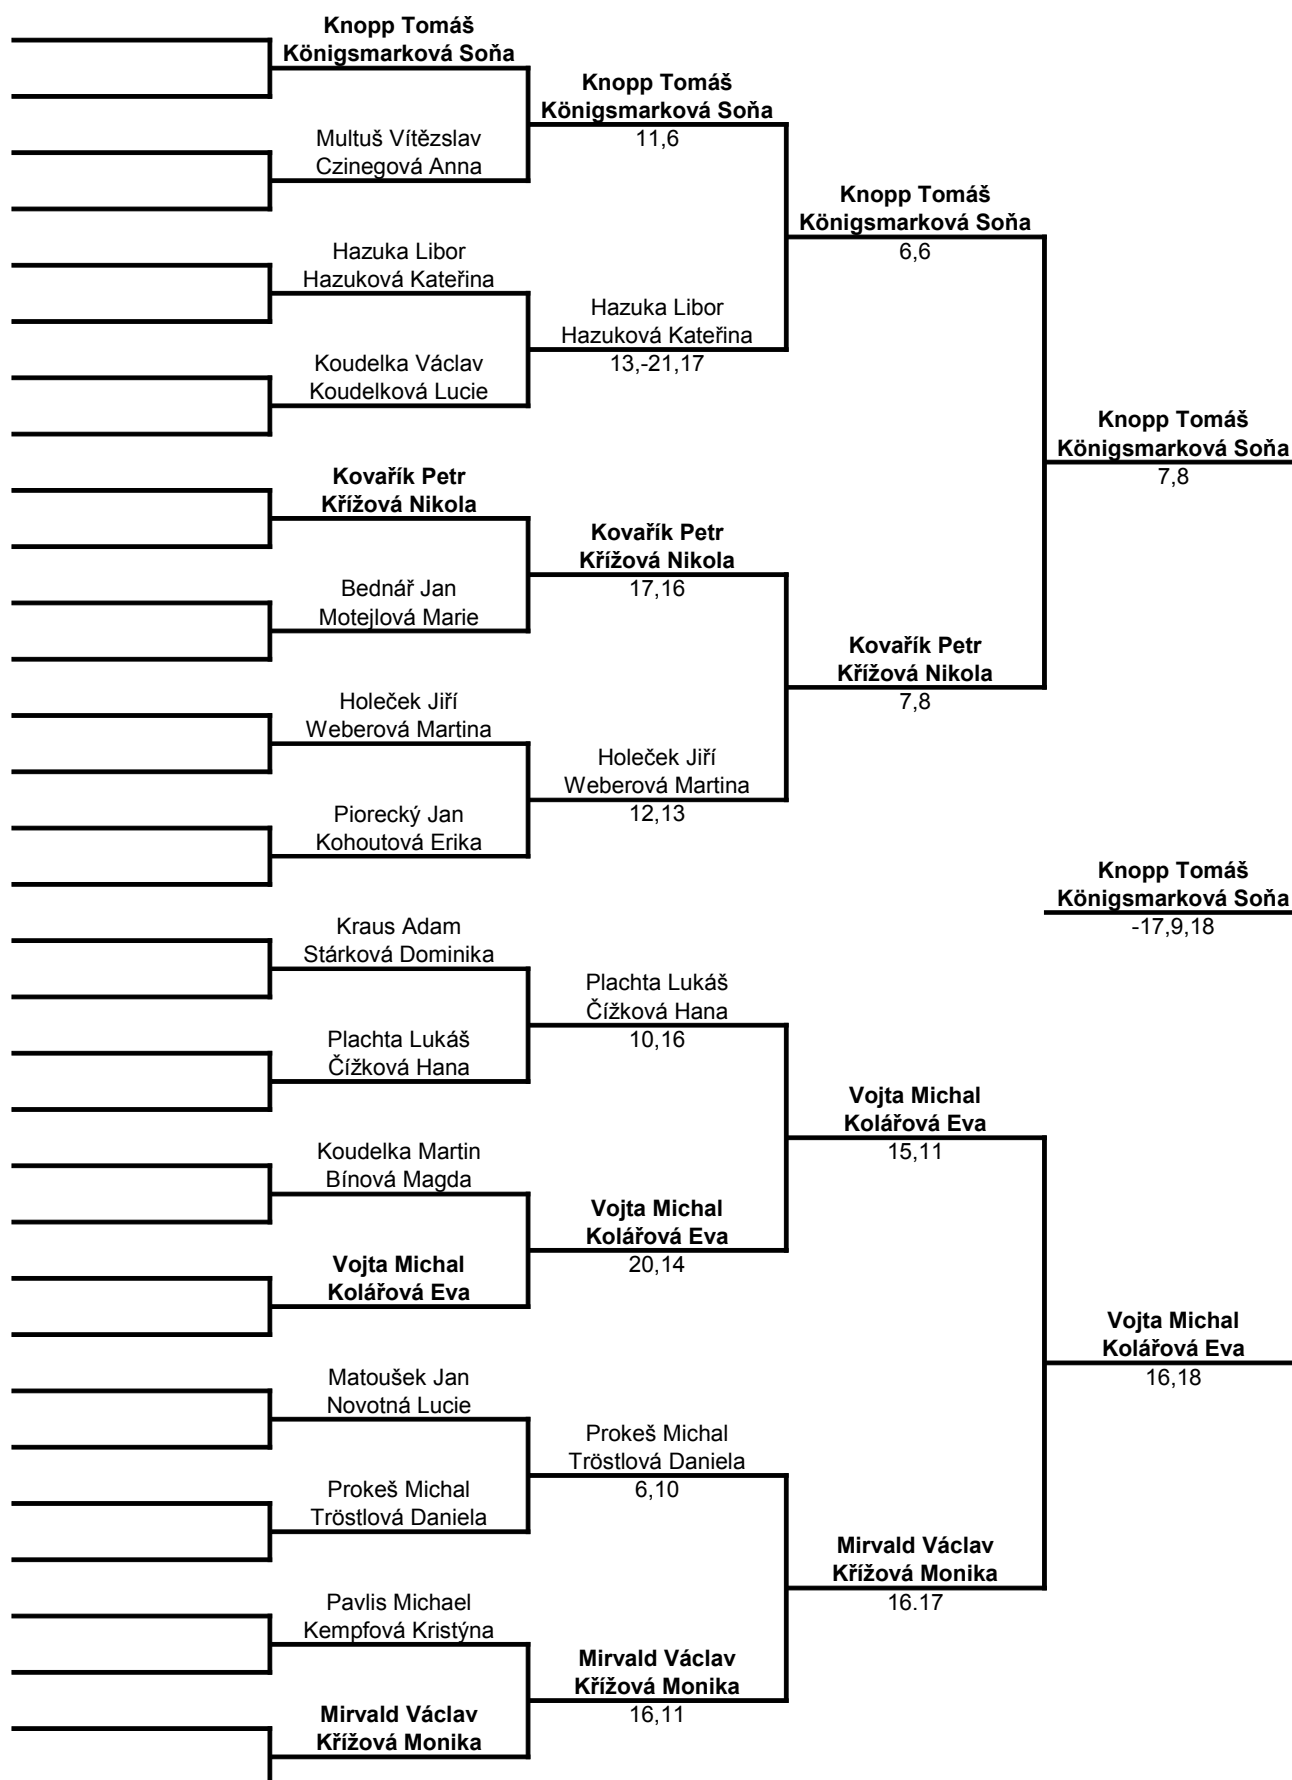 Knopp Tomáš
Königsmarková Soňa
Multuš Vítězslav
Czinegová Anna
Hazuka Libor
Hazuková Kateřina
Koudelka Václav
Koudelková Lucie
Kovařík Petr
Křížová Nikola
Bednář Jan
Motejlová Marie
Holeček Jiří
Weberová Martina
Piorecký Jan
Kohoutová Erika
Kraus Adam
Stárková Dominika
Plachta Lukáš
Čížková Hana
Koudelka Martin
Bínová Magda
Vojta Michal
Kolářová Eva
Matoušek Jan
Novotná Lucie
Prokeš Michal
Tröstlová Daniela
Pavlis Michael
Kempfová Kristýna
Mirvald Václav
Křížová Monika
Knopp Tomáš
Königsmarková Soňa
11,6
Hazuka Libor
Hazuková Kateřina
13,-21,17
Kovařík Petr
Křížová Nikola
17,16
Holeček Jiří
Weberová Martina
12,13
Plachta Lukáš
Čížková Hana
10,16
Vojta Michal
Kolářová Eva
20,14
Prokeš Michal
Tröstlová Daniela
6,10
Mirvald Václav
Křížová Monika
16,11
Knopp Tomáš
Königsmarková Soňa
6,6
Kovařík Petr
Křížová Nikola
7,8
Vojta Michal
Kolářová Eva
15,11
Mirvald Václav
Křížová Monika
16.17
Knopp Tomáš
Königsmarková Soňa
7,8
Knopp Tomáš
Königsmarková Soňa
-17,9,18
Vojta Michal
Kolářová Eva
16,18